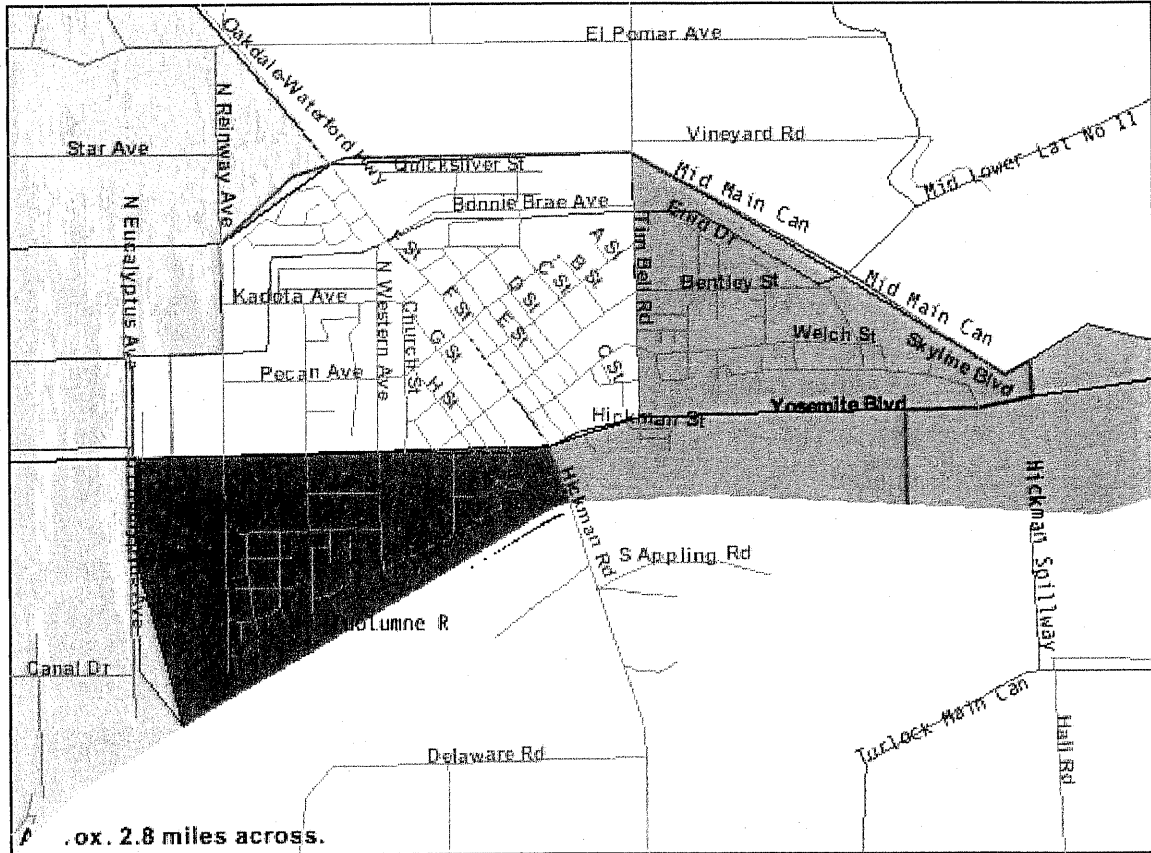 Oakdale-Waterford Hwy
El Pomar Ave
N Reinway Ave
Star Ave
Vineyard Rd
Mid Lower Lat No 11
Quicksilver St
Mid Main Can
N Eucalyptus Av
Bonnie Brae Ave
Enid Dr
Tim Bell Rd
A St
B St
C St
D St
E St
F St
G St
H St
St
N Western Ave
Church St
Kadota Ave
Bentley St
Mid Main Can
Welch St
Skyline Blvd
Pecan Ave
C St
Yosemite Blvd
Hickman St
Hickman Rd
Hickman Spillway
S Appling Rd
uolumne R
Canal Dr
Turlock Main Can
Hall Rd
Delaware Rd
ox. 2.8 miles across.